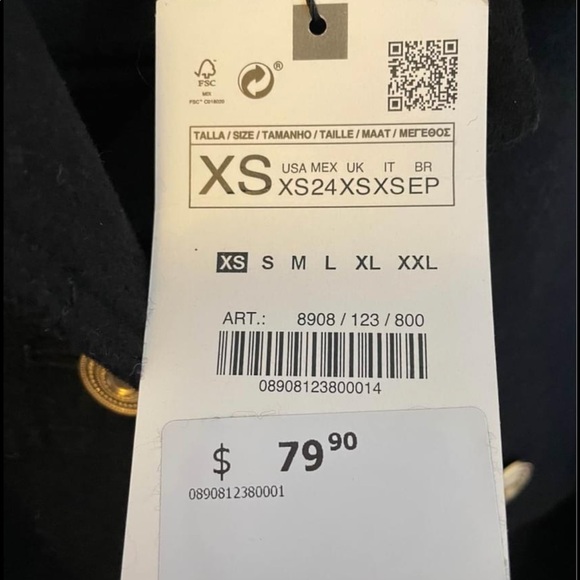 FSC
MIX
®
TALLA / SIZE / TAMANHO / TAILLE / MAAT / ΜΕΓΕΘΟΣ
XS USA MEX UK IT BR
XS 24 XS XS EP
XS S M L XL XXL
ART.: 8908 / 123 / 800
08908123800014
$ 79 90
0890812380001